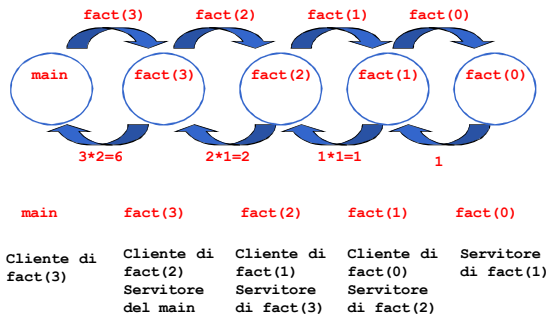 fact(3) fact(2) fact(1) fact(0)
main fact(3) fact(2) fact(1) fact(0)
3*2=6 2*1=2 1*1=1 1
main fact(3) fact(2) fact(1) fact(0)
Cliente di
fact(3)
Cliente di
fact(2)
Servitore
del main
Cliente di
fact(1)
Servitore
di fact(3)
Cliente di
fact(0)
Servitore
di fact(2)
Servitore
di fact(1)